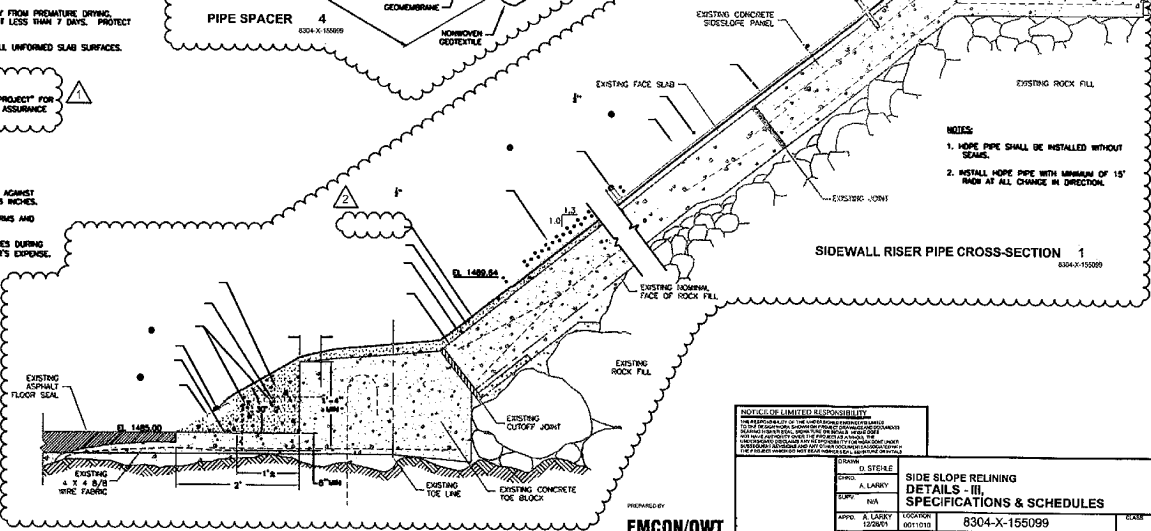 Y FROM PREMATURE DRYING,
T LESS THAN 7 DAYS. PROTECT
LL UNFORMED SLAB SURFACES.
PROJECT" FOR
ASSURANCE
1
AGAINST
INCHES.
RMS AND
ES DURING
T'S EXPENSE.
PIPE SPACER 4
8304-X-155099
GEOMEMBRANE
NONWOVEN
GEOTEXTILE
EXISTING CONCRETE
SIDESLOPE PANEL
EXISTING FACE SLAB
EXISTING ROCK FILL
NOTES:
1. HDPE PIPE SHALL BE INSTALLED WITHOUT
SEAMS.
2. INSTALL HDPE PIPE WITH MINIMUM OF 15'
RADII AT ALL CHANGE IN DIRECTION.
EXISTING JOINT
SIDEWALL RISER PIPE CROSS-SECTION 1
8304-X-155099
2
1.3
1.0
EL 1489.64
EXISTING NOMINAL
FACE OF ROCK FILL
EXISTING
ROCK FILL
EXISTING
ASPHALT
FLOOR SEAL
EL 1485.00
30°
MIN
EXISTING
CUTOFF JOINT
EXISTING
4 X 4 8/8
WIRE FABRIC
2'
MIN
EXISTING
TOE LINE
EXISTING CONCRETE
TOE BLOCK
NOTICE OF LIMITED RESPONSIBILITY
PREPARED BY
EMCON/OWT
DRAWN
D. STEHLE
CHKD.
A. LARKY
SURV.
N/A
APPD. A. LARKY
12/28/01
SIDE SLOPE RELINING
DETAILS - III,
SPECIFICATIONS & SCHEDULES
LOCATION
0011010
8304-X-155099
CLASS